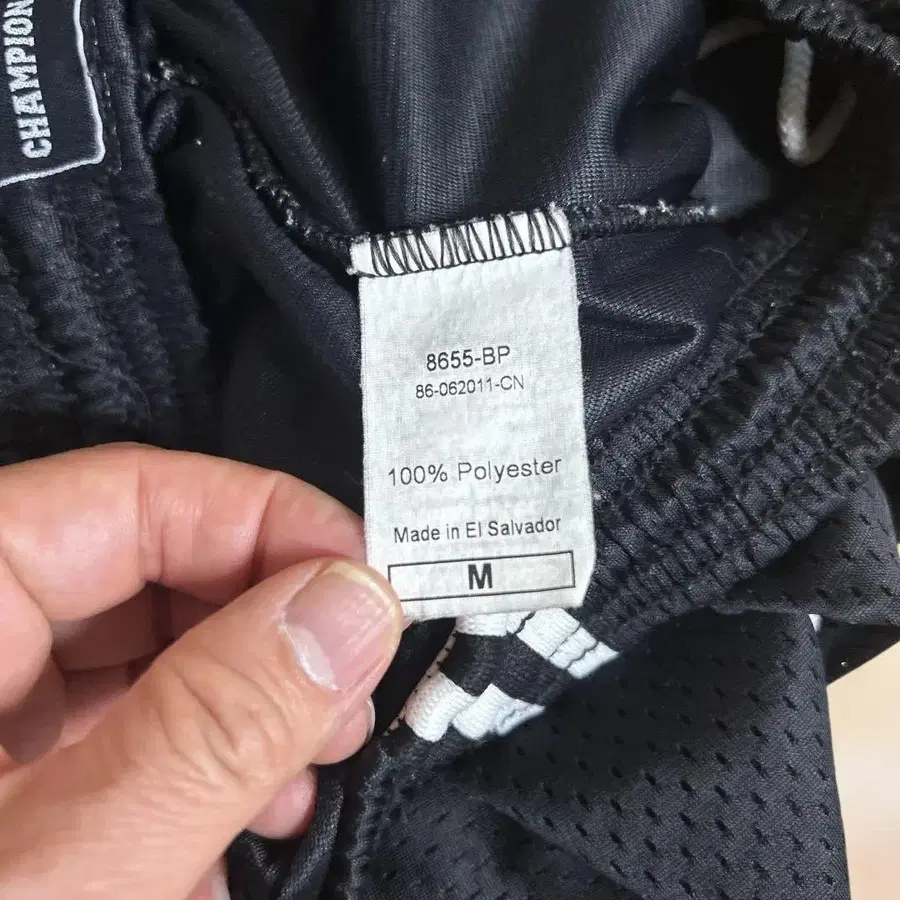 CHAMPION
8655-BP
86-062011-CN
100% Polyester
Made in El Salvador
M